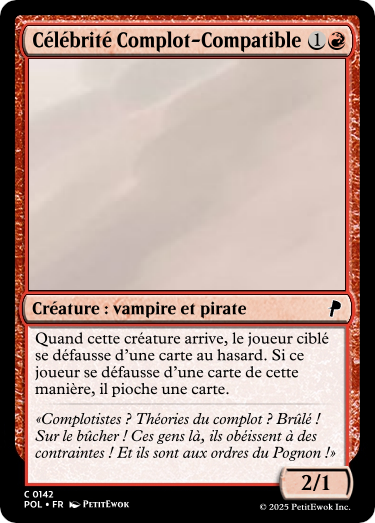 Célébrité Complot-Compatible 1
Créature : vampire et pirate
Quand cette créature arrive, le joueur ciblé
se défausse d'une carte au hasard. Si ce
joueur se défausse d'une carte de cette
manière, il pioche une carte.
«Complotistes ? Théories du complot ? Brûlé !
Sur le bûcher ! Ces gens là, ils obéissent à des
contraintes ! Et ils sont aux ordres du Pognon !»
2/1
C 0142
POL • FR PetitEwok
© 2025 PetitEwok Inc.